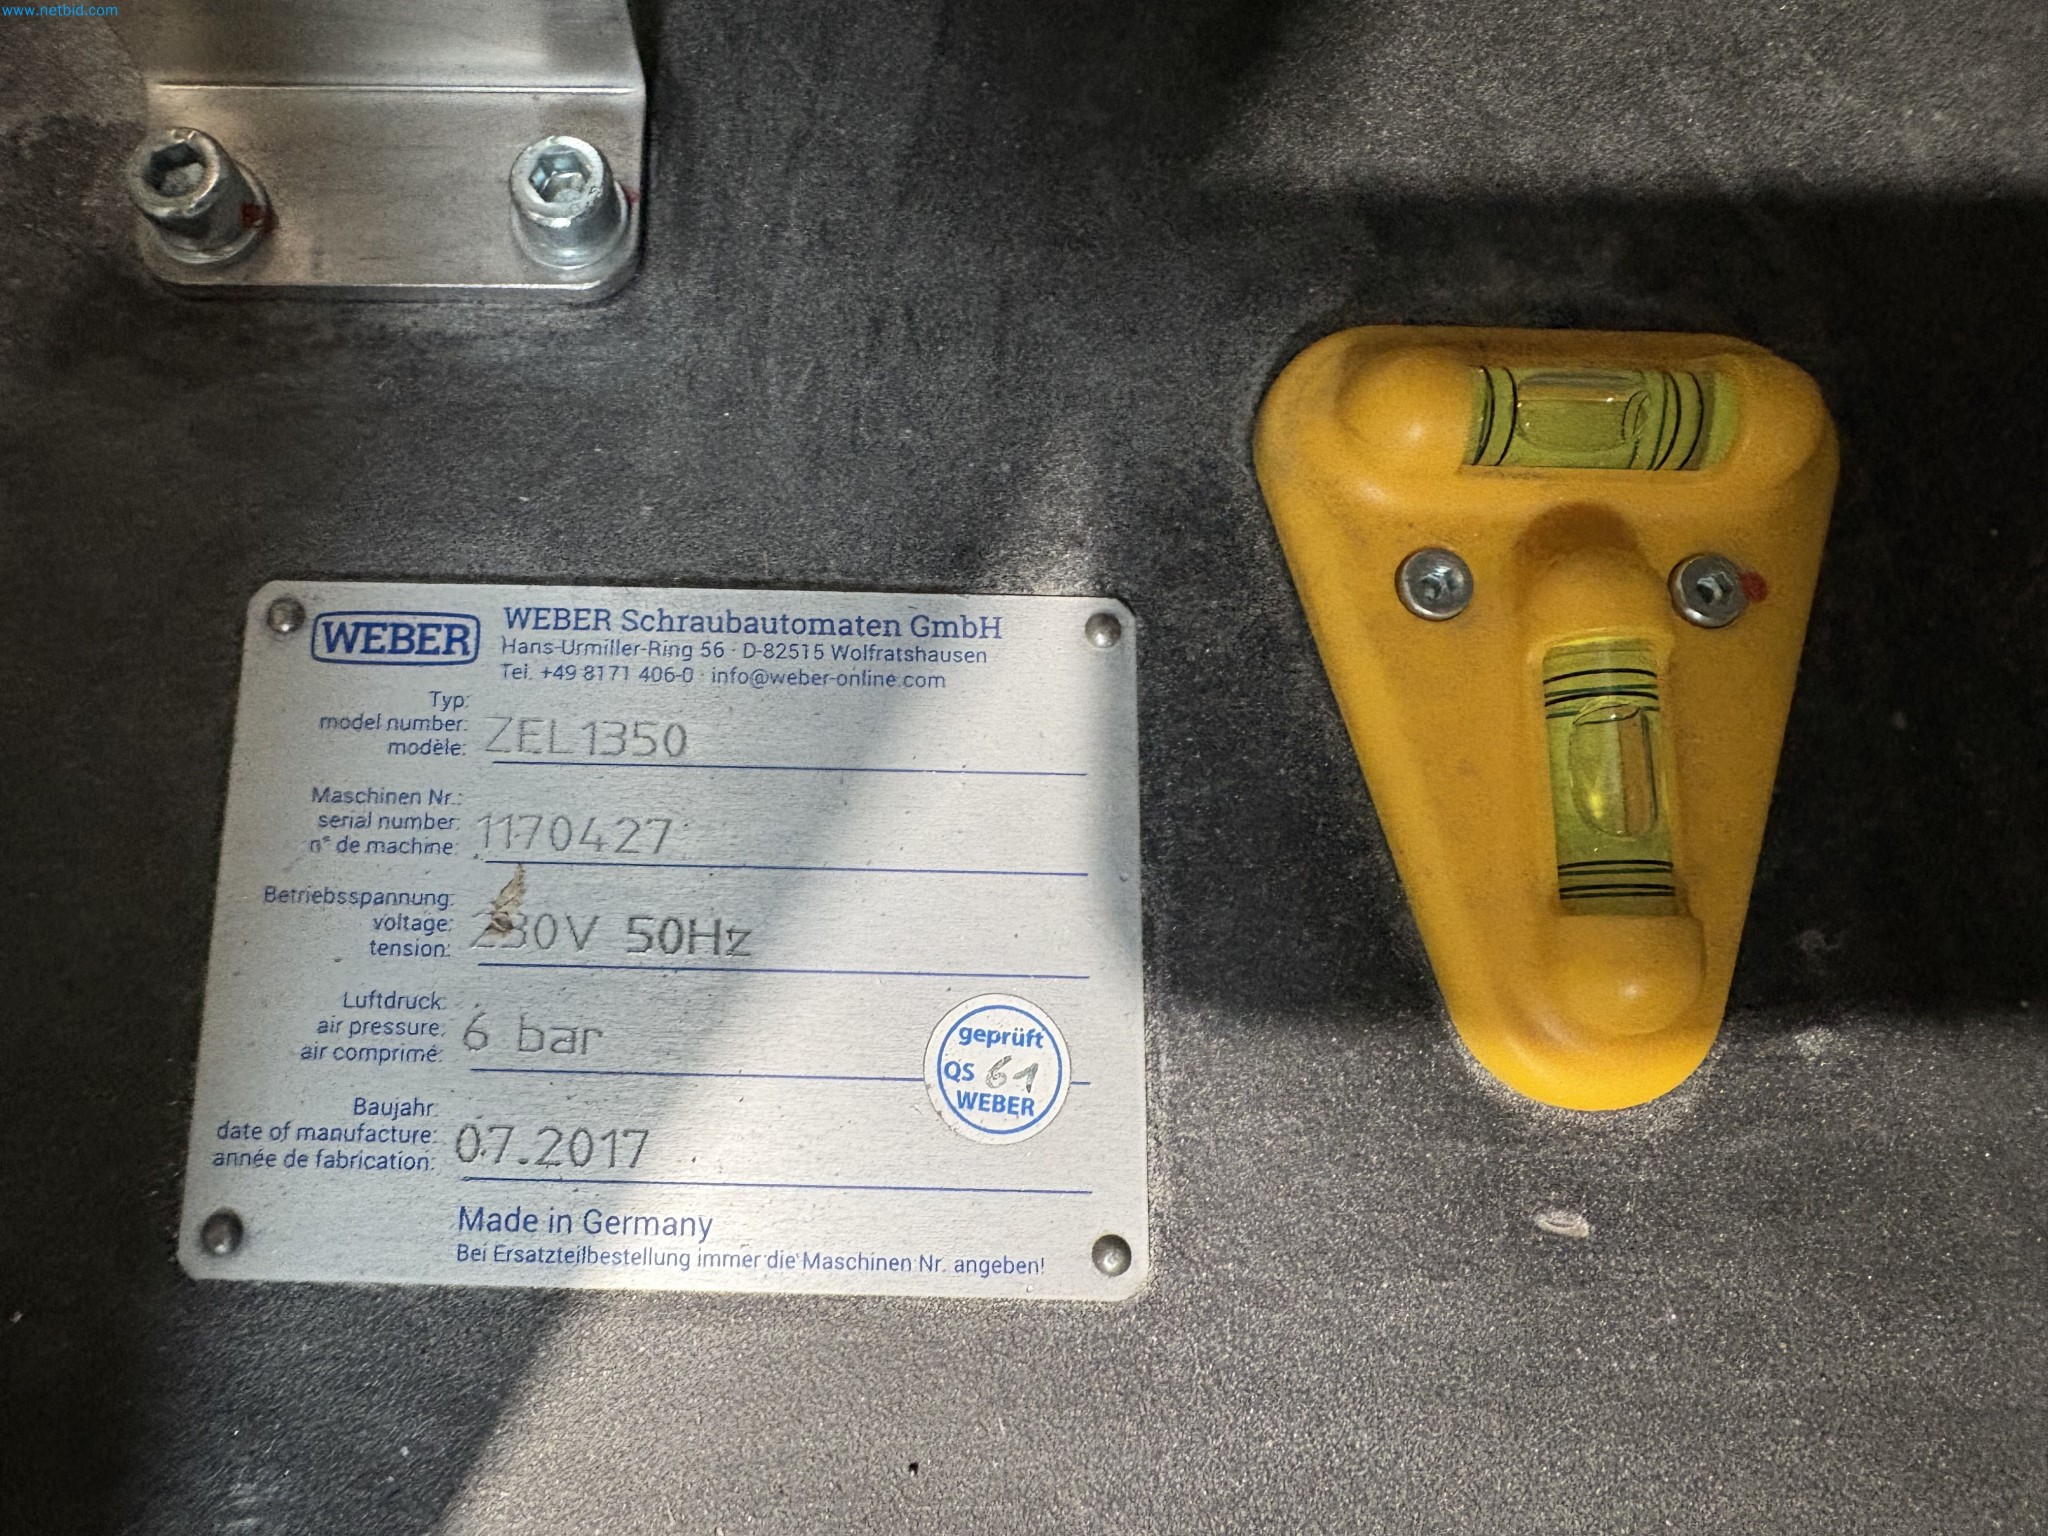 www.netbid.com
WEBER
WEBER Schraubautomaten GmbH
Hans-Urmiller-Ring 56 · D-82515 Wolfratshausen
Tel. +49 8171 406-0 · info@weber-online.com
Typ:
model number:
modèle: ZEL1350
Maschinen Nr.:
serial number:
n° de machine: 1170427
Betriebsspannung:
voltage:
tension: 230V 50Hz
Luftdruck:
air pressure:
air comprimé: 6 bar
geprüft
QS 61
WEBER
Baujahr:
date of manufacture:
année de fabrication: 07.2017
Made in Germany
Bei Ersatzteilbestellung immer die Maschinen Nr. angeben!